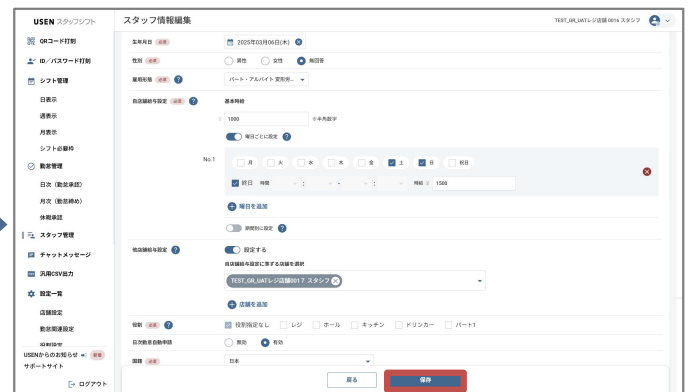 USEN スタッフシフト
スタッフ情報編集
TEST_GR_UATレジ店舗 0016 スタシフ
QRコード打刻
ID／パスワード打刻
シフト管理
日表示
週表示
月表示
シフト必要枠
勤怠管理
日次（勤怠承認）
月次（勤怠締め）
休暇承認
スタッフ管理
チャットメッセージ
汎用CSV出力
設定一覧
店舗設定
勤怠関連設定
役割設定
USENからのお知らせ
新着
サポートサイト
ログアウト
生年月日 必須 2025年03月06日(木)
性別 必須 男性 女性 無回答
雇用形態 必須 ? パート・アルバイト 変形労...
自店舗給与設定 必須 ? 基本時給
1000 ※半角数字
曜日ごとに設定 ?
No.1 月 火 水 木 金 土 日 祝日
終日 時間 : - : 時給 1500
曜日を追加
期間別に設定 ?
他店舗給与設定 ? 設定する
自店舗給与設定に準ずる店舗を選択
TEST_GR_UATレジ店舗0017 スタシフ
店舗を追加
役割 必須 ? 役割指定なし レジ ホール キッチン ドリンカー パート1
日次勤怠自動申請 無効 有効
国籍 必須 日本
戻る 保存